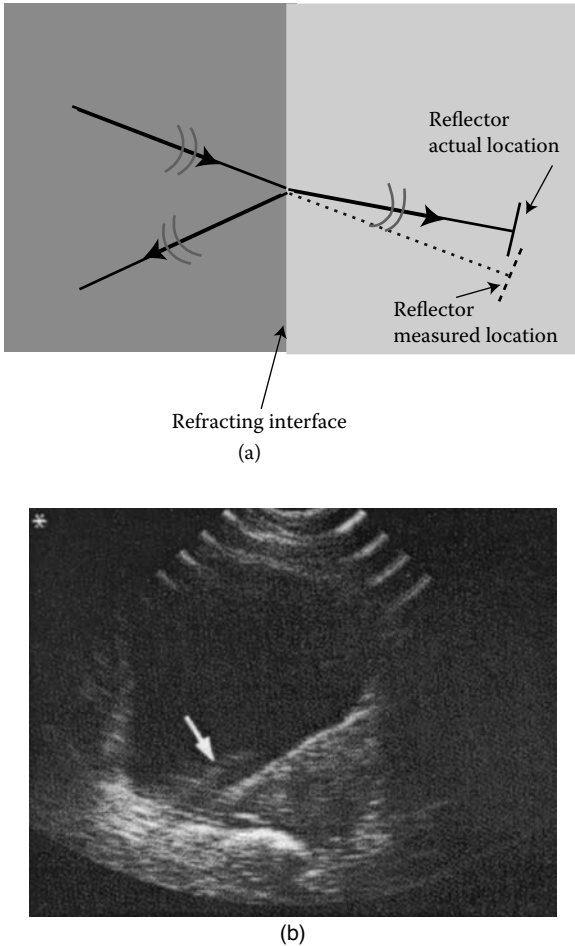 Reflector
actual location
Reflector
measured location
Refracting interface
(a)
*
(b)